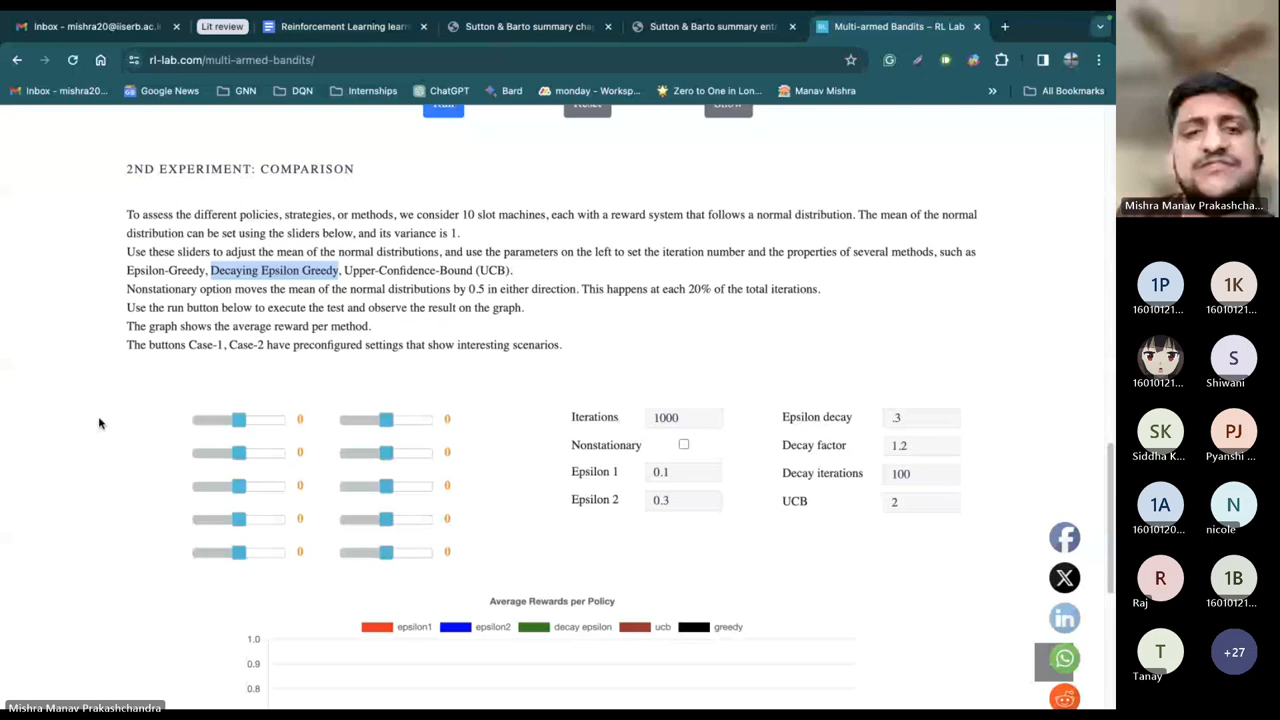 Inbox - mishra20@iiserb.ac.i
Lit review
Reinforcement Learning learn
Sutton & Barto summary cha
Sutton & Barto summary ent
Multi-armed Bandits – RL Lab
rl-lab.com/multi-armed-bandits/
Inbox - mishra20...
Google News
GNN
DQN
Internships
ChatGPT
Bard
monday - Worksp...
Zero to One in Lon...
Manav Mishra
All Bookmarks
Run
Reset
Show
2ND EXPERIMENT: COMPARISON
To assess the different policies, strategies, or methods, we consider 10 slot machines, each with a reward system that follows a normal distribution. The mean of the normal
distribution can be set using the sliders below, and its variance is 1.
Use these sliders to adjust the mean of the normal distributions, and use the parameters on the left to set the iteration number and the properties of several methods, such as
Epsilon-Greedy, Decaying Epsilon Greedy, Upper-Confidence-Bound (UCB).
Nonstationary option moves the mean of the normal distributions by 0.5 in either direction. This happens at each 20% of the total iterations.
Use the run button below to execute the test and observe the result on the graph.
The graph shows the average reward per method.
The buttons Case-1, Case-2 have preconfigured settings that show interesting scenarios.
0 0
0 0
0 0
0 0
0 0
Iterations 1000
Nonstationary
Epsilon 1 0.1
Epsilon 2 0.3
Epsilon decay .3
Decay factor 1.2
Decay iterations 100
UCB 2
Average Rewards per Policy
epsilon1 epsilon2 decay epsilon ucb greedy
1.0
0.9
0.8
Mishra Manav Prakashchandra
Mishra Manav Prakashcha...
1P
16010121...
1K
16010121...
16010121...
S
Shiwani
SK
Siddha K...
PJ
Pyanshi ...
1A
16010120...
N
nicole
R
Raj
1B
16010121...
T
Tanay
+27